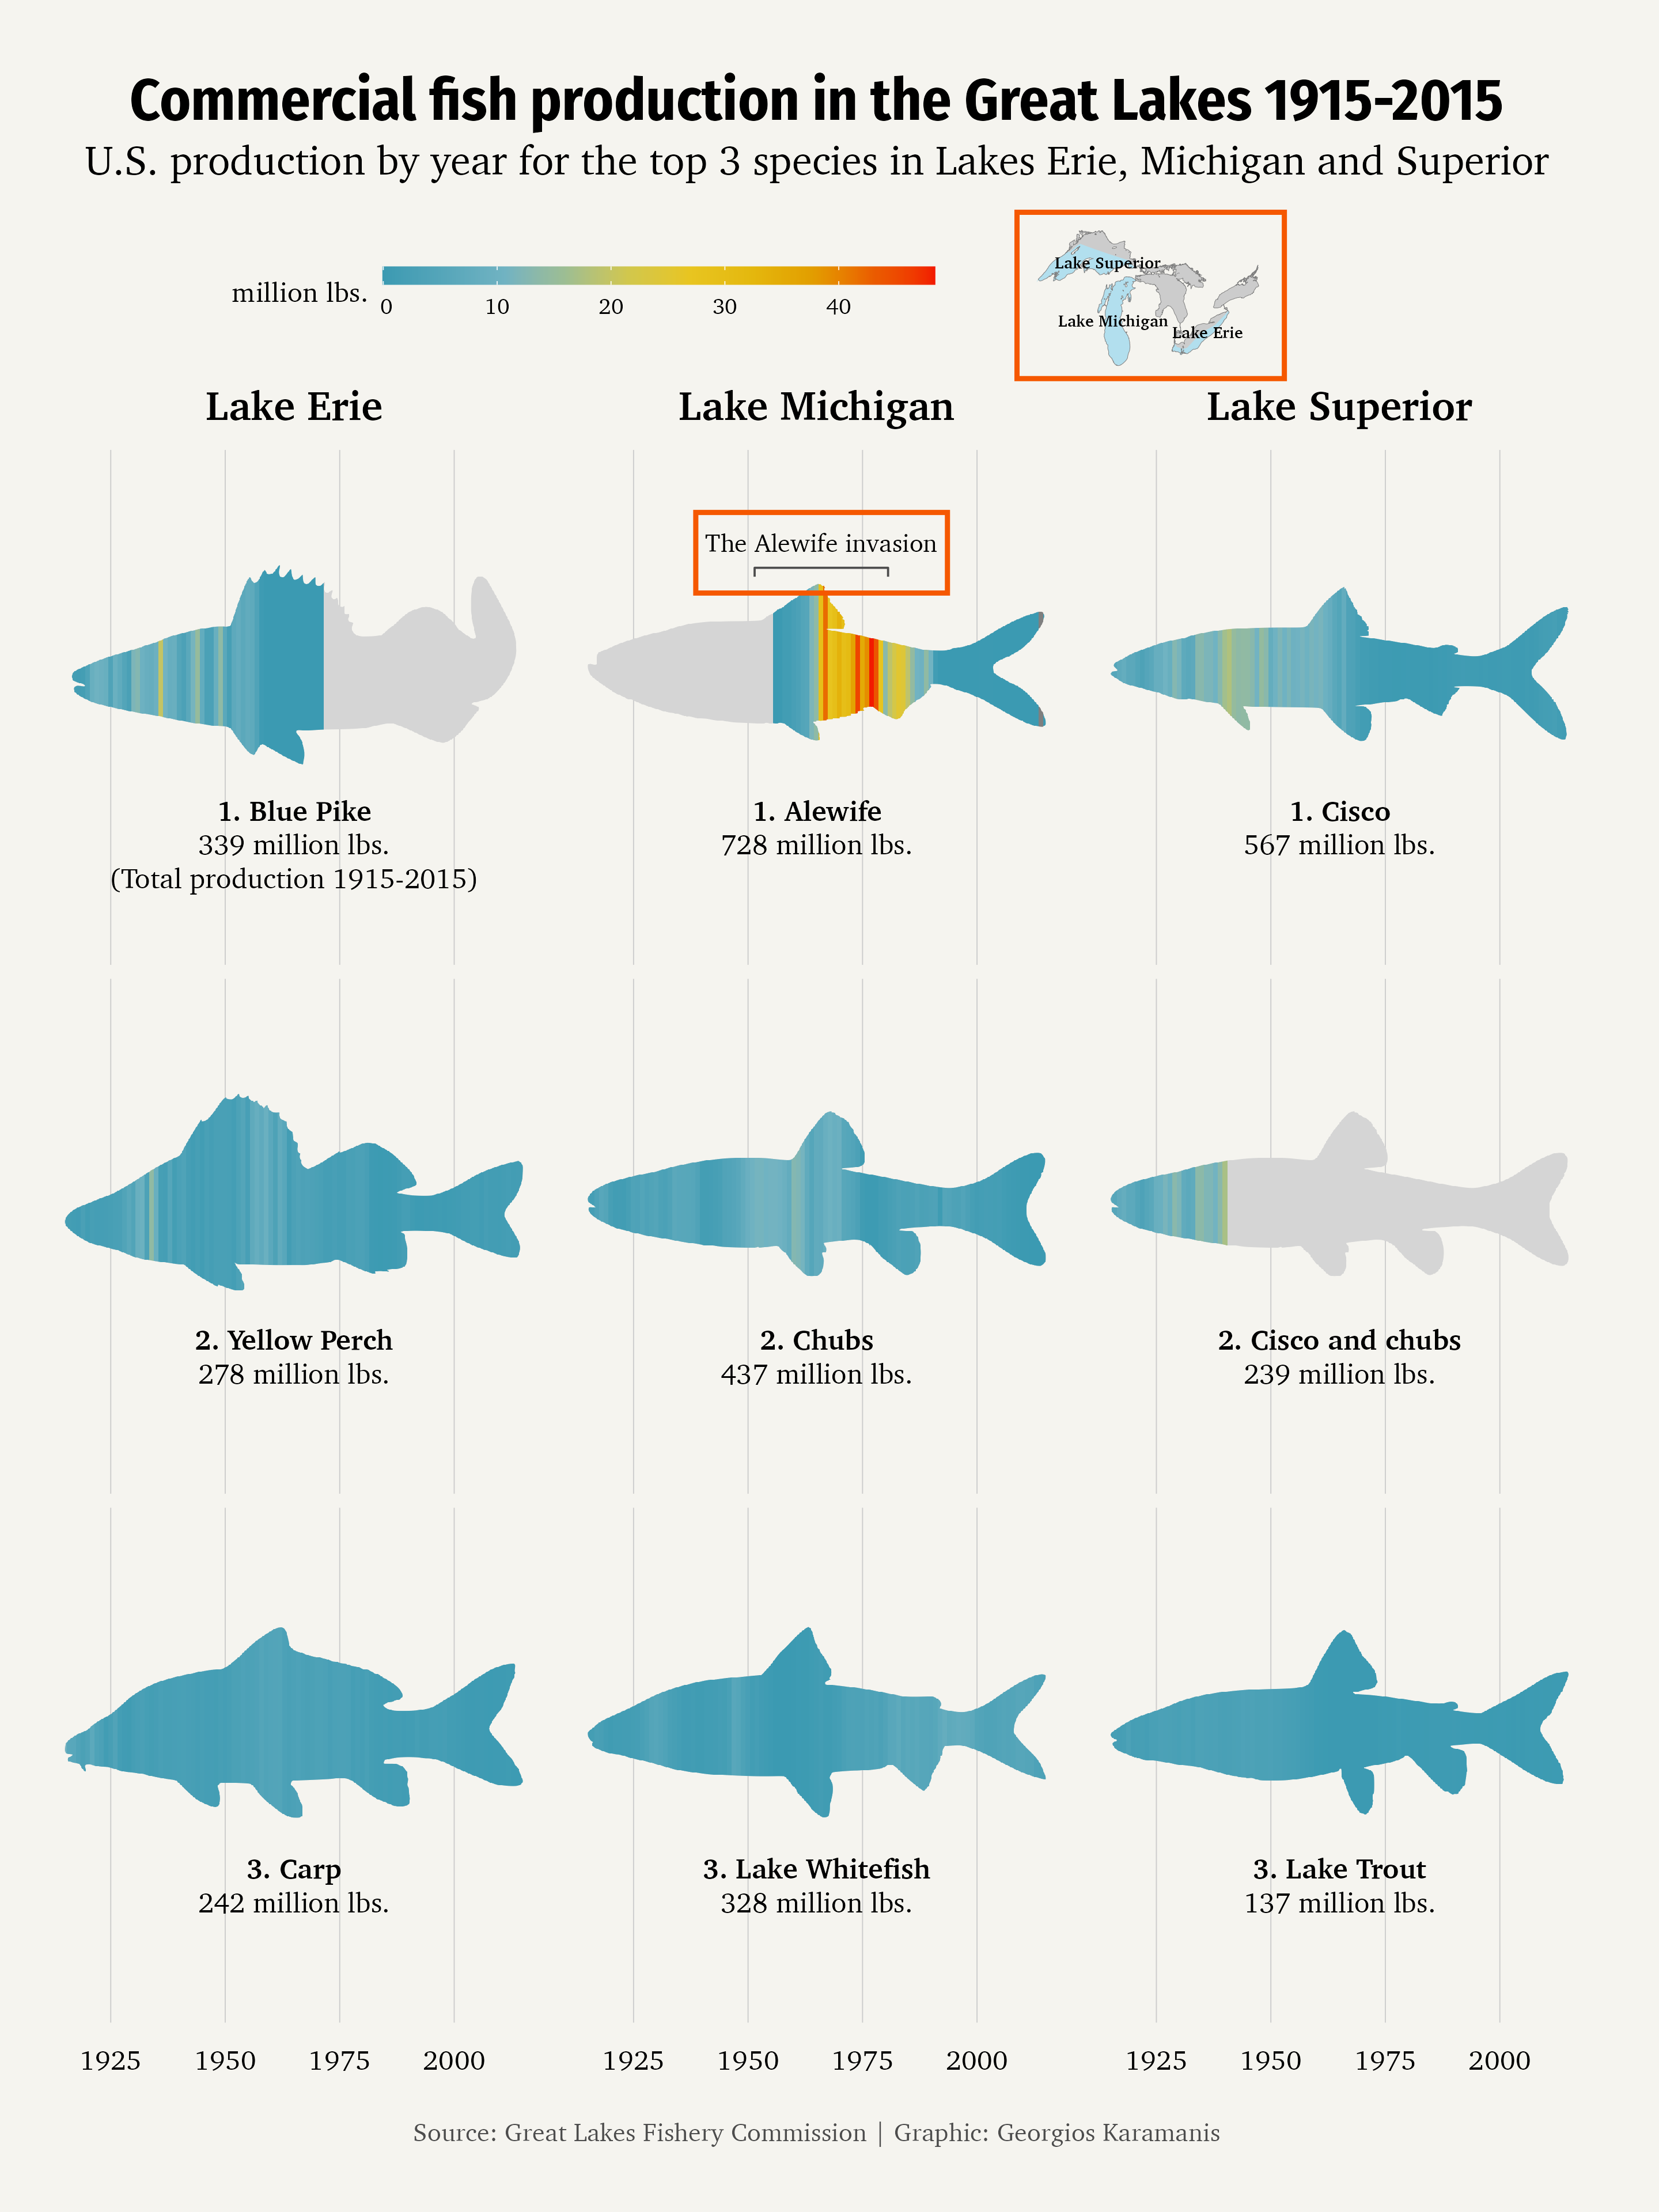 Commercial fish production in the Great Lakes 1915-2015
U.S. production by year for the top 3 species in Lakes Erie, Michigan and Superior
million lbs.
0 10 20 30 40
Lake Superior
Lake Michigan
Lake Erie
Lake Erie
Lake Michigan
Lake Superior
The Alewife invasion
1. Blue Pike
339 million lbs.
(Total production 1915-2015)
1. Alewife
728 million lbs.
1. Cisco
567 million lbs.
2. Yellow Perch
278 million lbs.
2. Chubs
437 million lbs.
2. Cisco and chubs
239 million lbs.
3. Carp
242 million lbs.
3. Lake Whitefish
328 million lbs.
3. Lake Trout
137 million lbs.
1925 1950 1975 2000
1925 1950 1975 2000
1925 1950 1975 2000
Source: Great Lakes Fishery Commission | Graphic: Georgios Karamanis